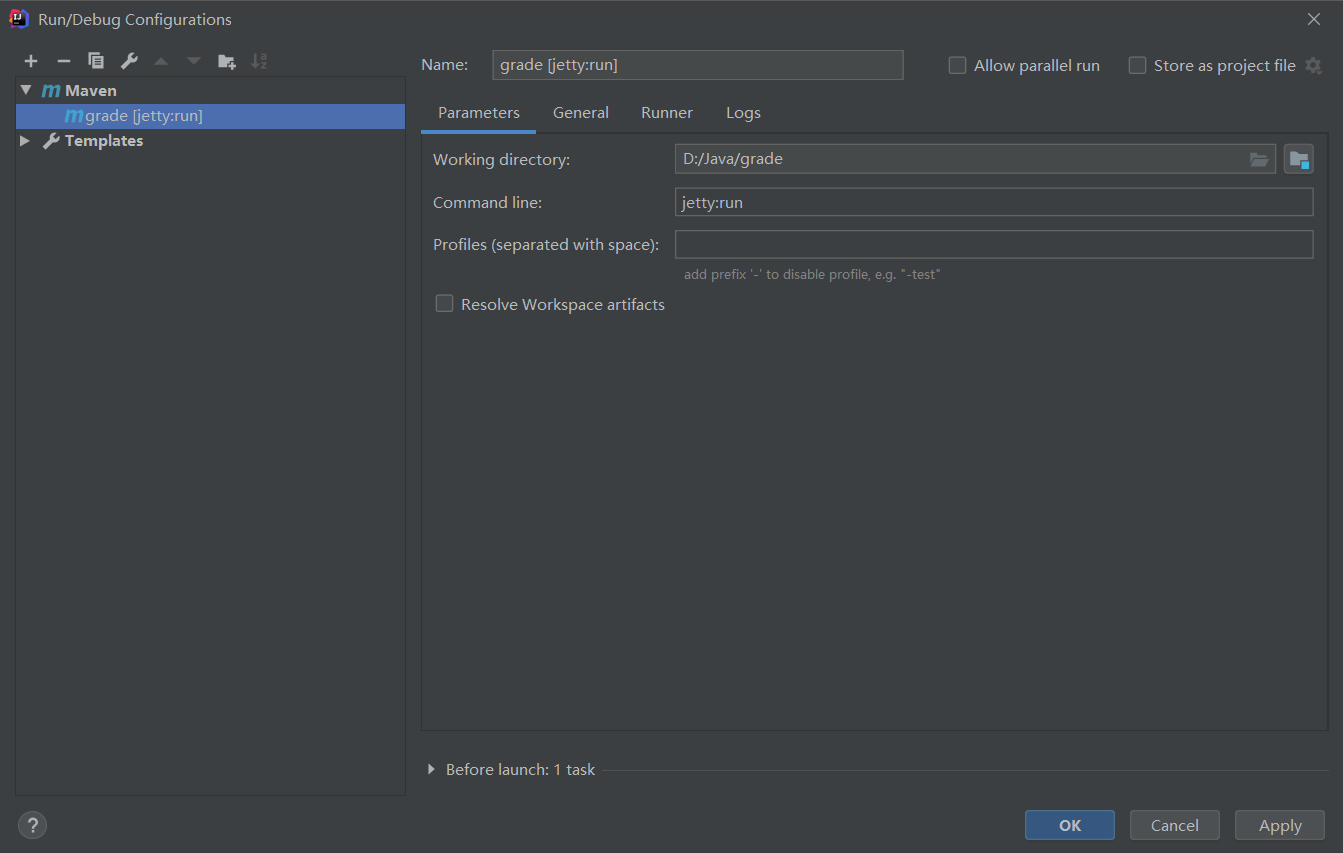 Run/Debug Configurations
Name: grade [jetty:run] Allow parallel run Store as project file
Maven
grade [jetty:run]
Templates
Parameters General Runner Logs
Working directory: D:/Java/grade
Command line: jetty:run
Profiles (separated with space):
add prefix '-' to disable profile, e.g. "-test"
Resolve Workspace artifacts
Before launch: 1 task
? OK Cancel Apply